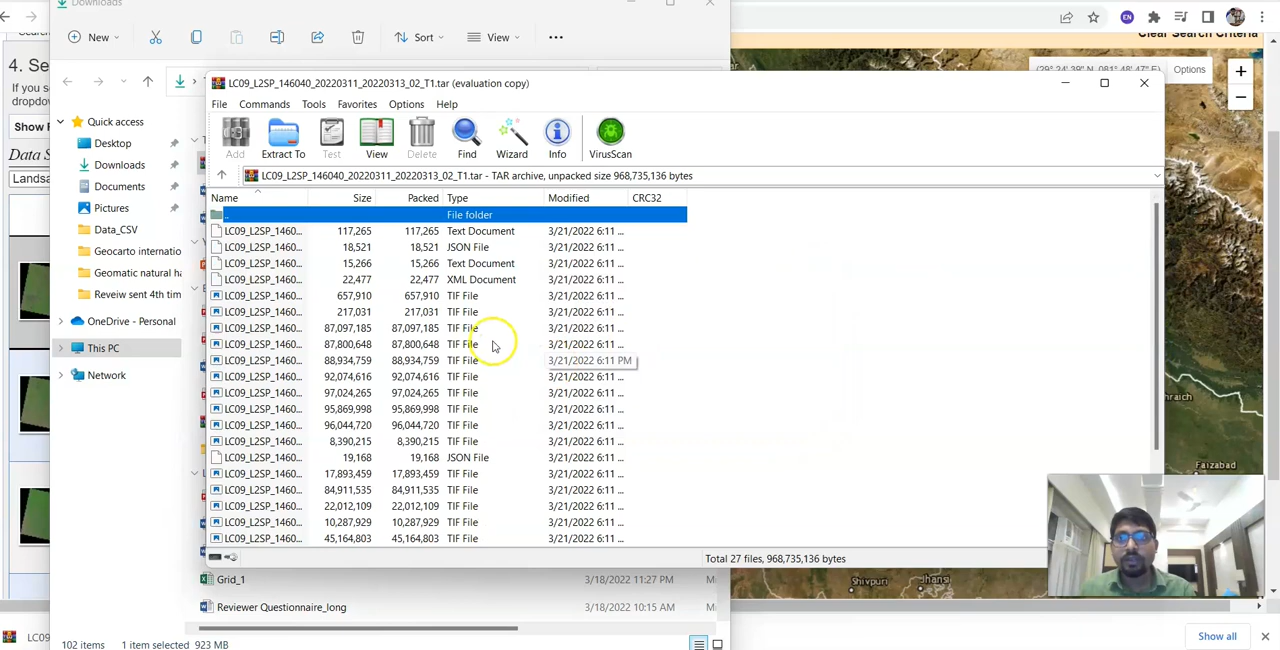 Downloads
New
Sort
View
EN
Clear Search Criteria
4. Se
If you s
dropdow
Show F
Data S
Landsa
(29° 24' 39" N, 081° 48' 47" E)
Options
+
−
LC09_L2SP_146040_20220311_20220313_02_T1.tar (evaluation copy)
File Commands Tools Favorites Options Help
Add Extract To Test View Delete Find Wizard Info VirusScan
LC09_L2SP_146040_20220311_20220313_02_T1.tar - TAR archive, unpacked size 968,735,136 bytes
Name Size Packed Type Modified CRC32
.. File folder
LC09_L2SP_1460... 117,265 117,265 Text Document 3/21/2022 6:11 ...
LC09_L2SP_1460... 18,521 18,521 JSON File 3/21/2022 6:11 ...
LC09_L2SP_1460... 15,266 15,266 Text Document 3/21/2022 6:11 ...
LC09_L2SP_1460... 22,477 22,477 XML Document 3/21/2022 6:11 ...
LC09_L2SP_1460... 657,910 657,910 TIF File 3/21/2022 6:11 ...
LC09_L2SP_1460... 217,031 217,031 TIF File 3/21/2022 6:11 ...
LC09_L2SP_1460... 87,097,185 87,097,185 TIF File 3/21/2022 6:11 ...
LC09_L2SP_1460... 87,800,648 87,800,648 TIF File 3/21/2022 6:11 ...
LC09_L2SP_1460... 88,934,759 88,934,759 TIF File 3/21/2022 6:11 PM
LC09_L2SP_1460... 92,074,616 92,074,616 TIF File 3/21/2022 6:11 ...
LC09_L2SP_1460... 97,024,265 97,024,265 TIF File 3/21/2022 6:11 ...
LC09_L2SP_1460... 95,869,998 95,869,998 TIF File 3/21/2022 6:11 ...
LC09_L2SP_1460... 96,044,720 96,044,720 TIF File 3/21/2022 6:11 ...
LC09_L2SP_1460... 8,390,215 8,390,215 TIF File 3/21/2022 6:11 ...
LC09_L2SP_1460... 19,168 19,168 JSON File 3/21/2022 6:11 ...
LC09_L2SP_1460... 17,893,459 17,893,459 TIF File 3/21/2022 6:11 ...
LC09_L2SP_1460... 84,911,535 84,911,535 TIF File 3/21/2022 6:11 ...
LC09_L2SP_1460... 22,012,109 22,012,109 TIF File 3/21/2022 6:11 ...
LC09_L2SP_1460... 10,287,929 10,287,929 TIF File 3/21/2022 6:11 ...
LC09_L2SP_1460... 45,164,803 45,164,803 TIF File 3/21/2022 6:11 ...
Total 27 files, 968,735,136 bytes
Quick access
Desktop
Downloads
Documents
Pictures
Data_CSV
Geocarto internatio
Geomatic natural ha
Reveiw sent 4th tim
OneDrive - Personal
This PC
Network
Grid_1 3/18/2022 11:27 PM
Reviewer Questionnaire_long 3/18/2022 10:15 AM
102 items 1 item selected 923 MB
raich
Faizabad
Shivpuri
Jhansi
LC09
Show all